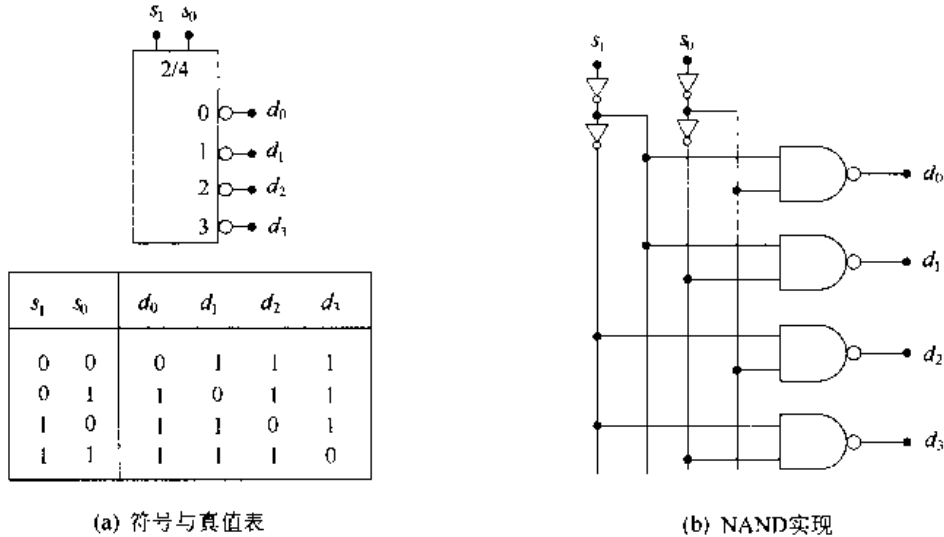 s₁ s₀
2/4
0 d₀
1 d₁
2 d₂
3 d₃
s₁ s₀ d₀ d₁ d₂ d₃
0 0 0 1 1 1
0 1 1 0 1 1
1 0 1 1 0 1
1 1 1 1 1 0
(a) 符号与真值表
s₁ s₀
d₀
d₁
d₂
d₃
(b) NAND实现